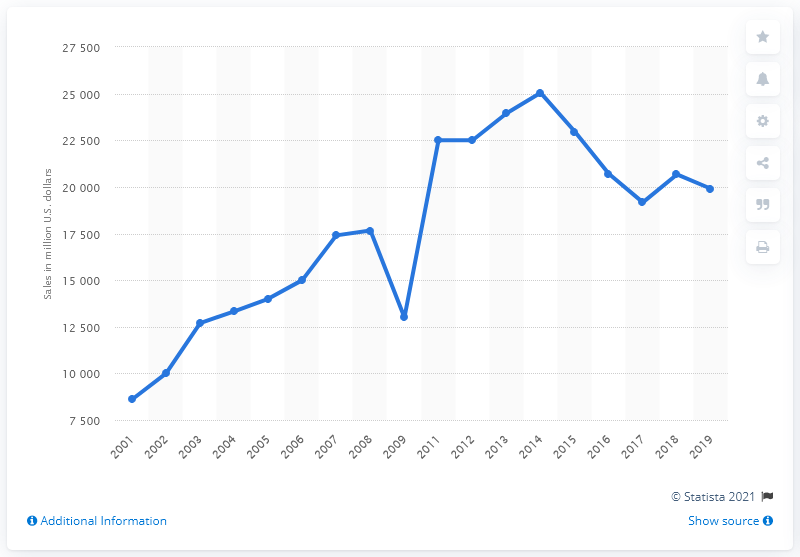 27 500
25 000
22 500
20 000
17 500
15 000
12 500
10 000
7 500
Sales in million U.S. dollars
2001 2002 2003 2004 2005 2006 2007 2008 2009 2011 2012 2013 2014 2015 2016 2017 2018 2019
© Statista 2021
Additional Information
Show source